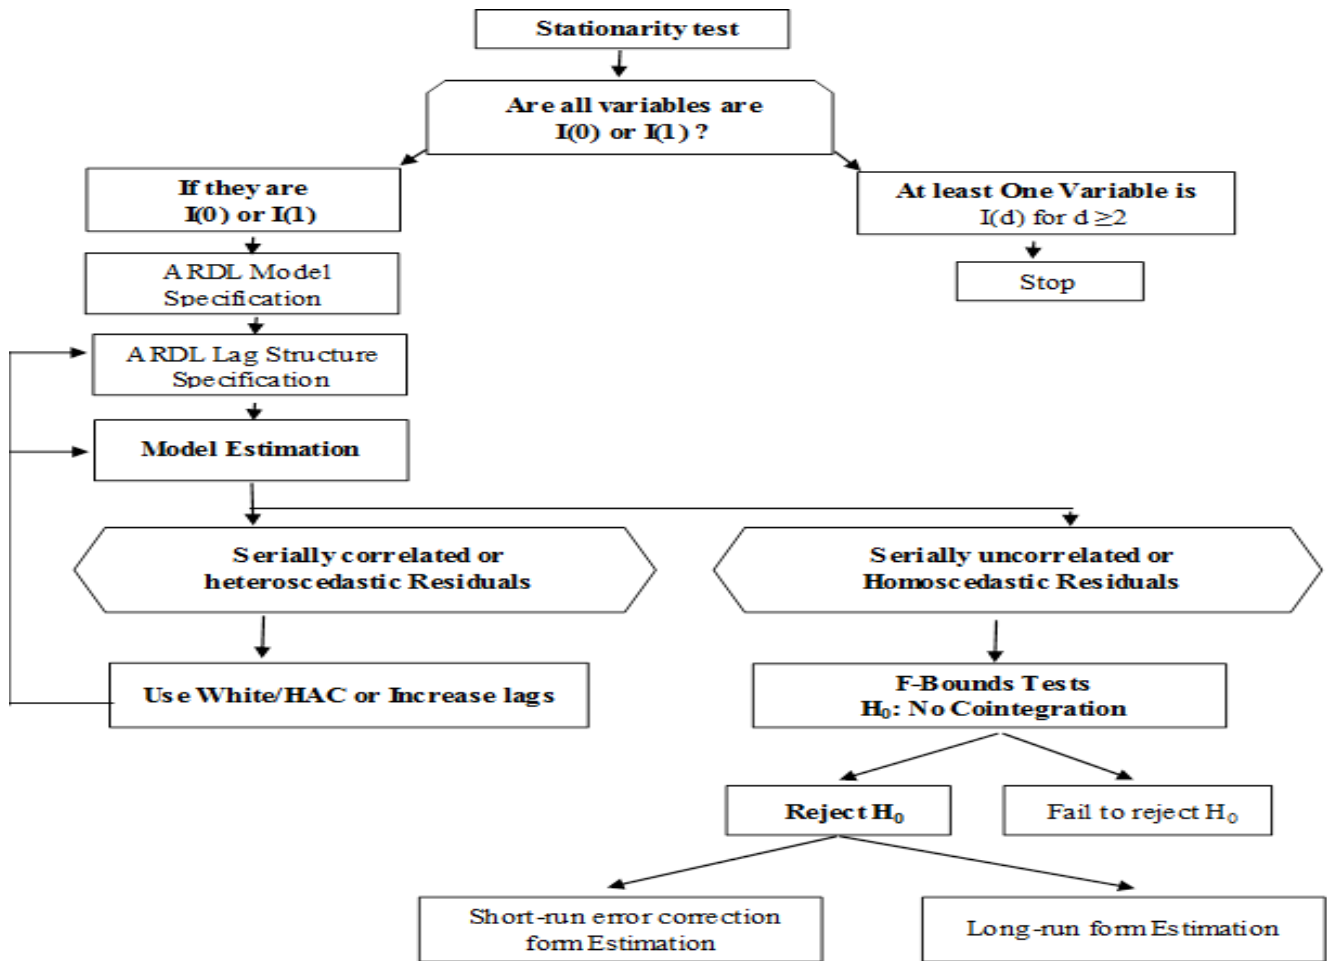 Stationarity test
Are all variables are
I(0) or I(1) ?
If they are
I(0) or I(1)
At least One Variable is
I(d) for d ≥2
ARDL Model
Specification
Stop
ARDL Lag Structure
Specification
Model Estimation
Serially correlated or
heteroscedastic Residuals
Serially uncorrelated or
Homoscedastic Residuals
Use White/HAC or Increase lags
F-Bounds Tests
H₀: No Cointegration
Reject H₀
Fail to reject H₀
Short-run error correction
form Estimation
Long-run form Estimation